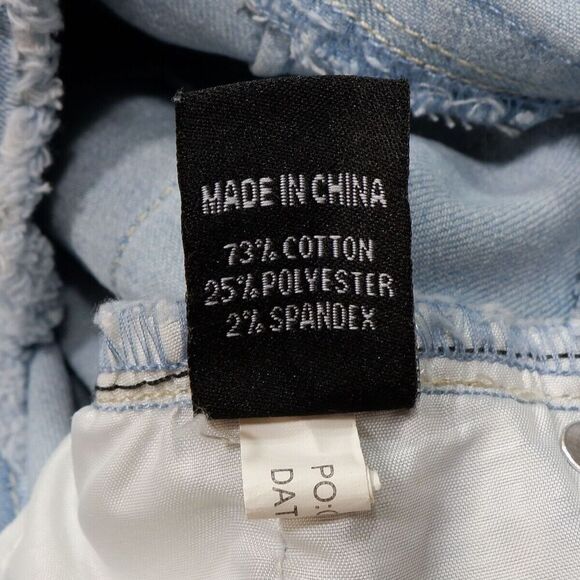 MADE IN CHINA
73% COTTON
25% POLYESTER
2% SPANDEX
PO:
DAT